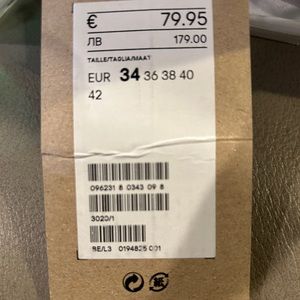 € 79.95
ЛВ 179.00
TAILLE/TAGLIA/MAAT
EUR 34 36 38 40
42
096231 8 0343 09 8
3020/1
BE/L3 0194825 001